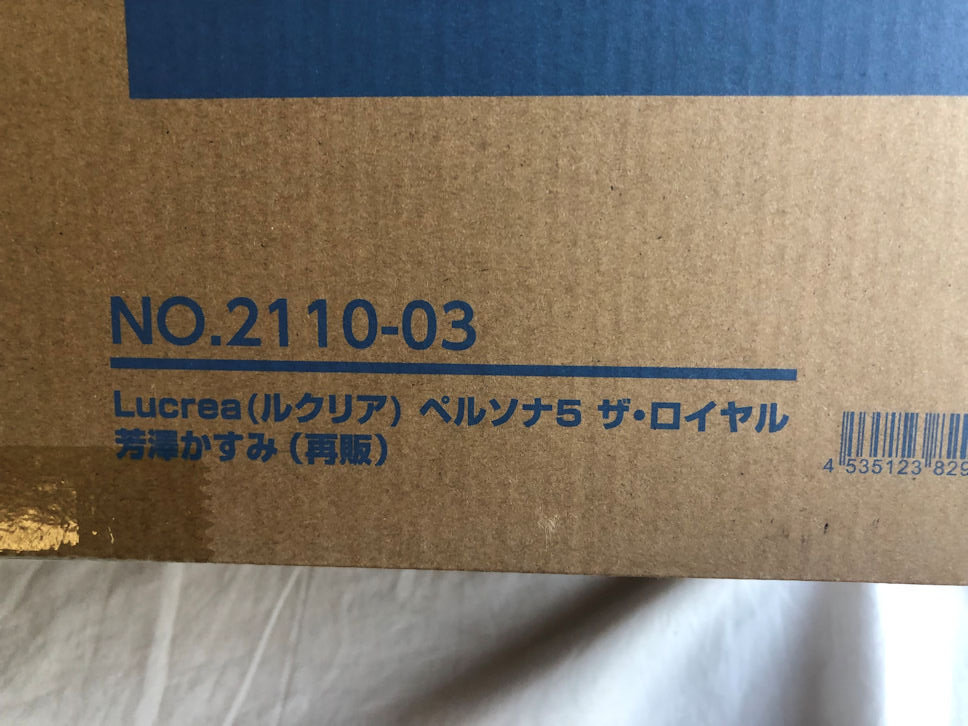 NO.2110-03
Lucrea(ルクリア) ペルソナ5 ザ・ロイヤル
芳澤かすみ(再販)
4 535123 829